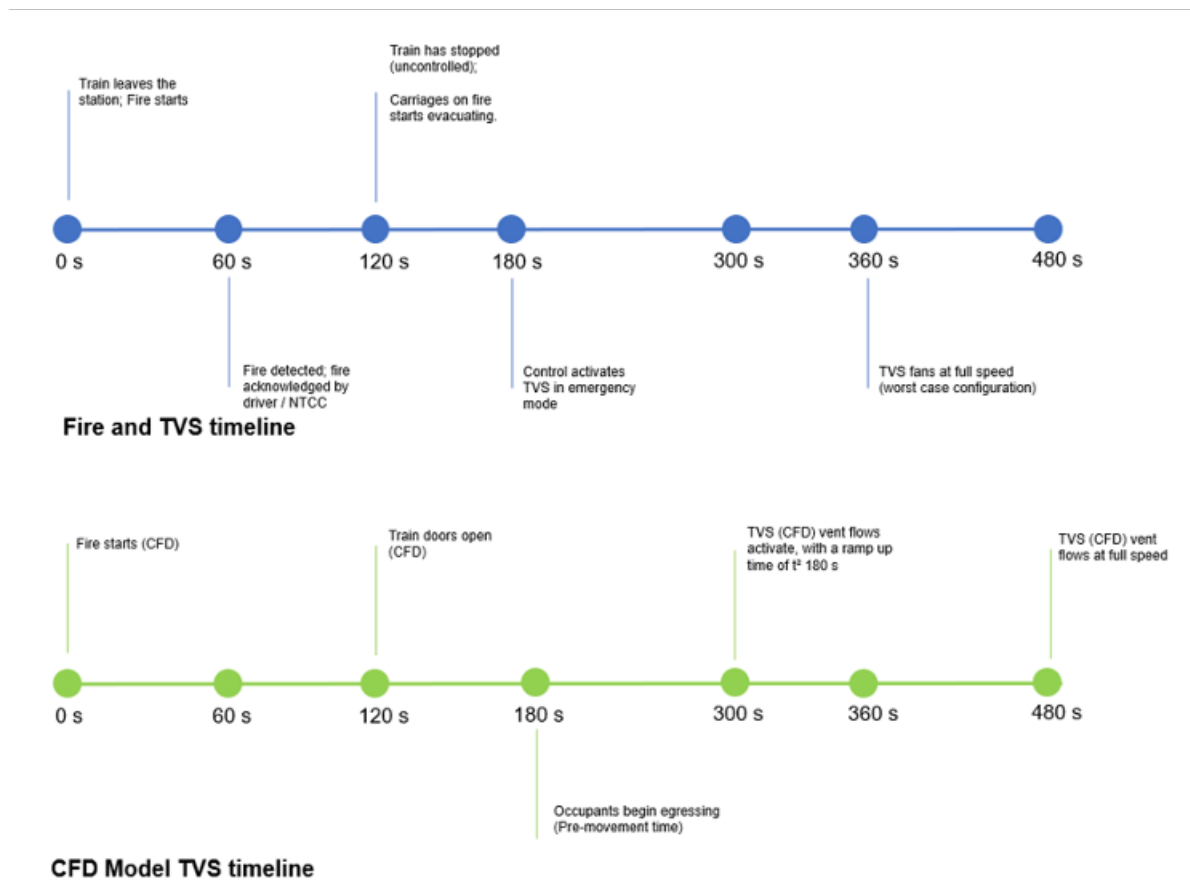 Train leaves the
station; Fire starts
Train has stopped
(uncontrolled);
Carriages on fire
starts evacuating.
0 s
60 s
120 s
180 s
300 s
360 s
480 s
Fire detected; fire
acknowledged by
driver / NTCC
Control activates
TVS in emergency
mode
TVS fans at full speed
(worst case configuration)
Fire and TVS timeline
Fire starts (CFD)
Train doors open
(CFD)
TVS (CFD) vent flows
activate, with a ramp up
time of t² 180 s
TVS (CFD) vent
flows at full speed
0 s
60 s
120 s
180 s
300 s
360 s
480 s
Occupants begin egressing
(Pre-movement time)
CFD Model TVS timeline